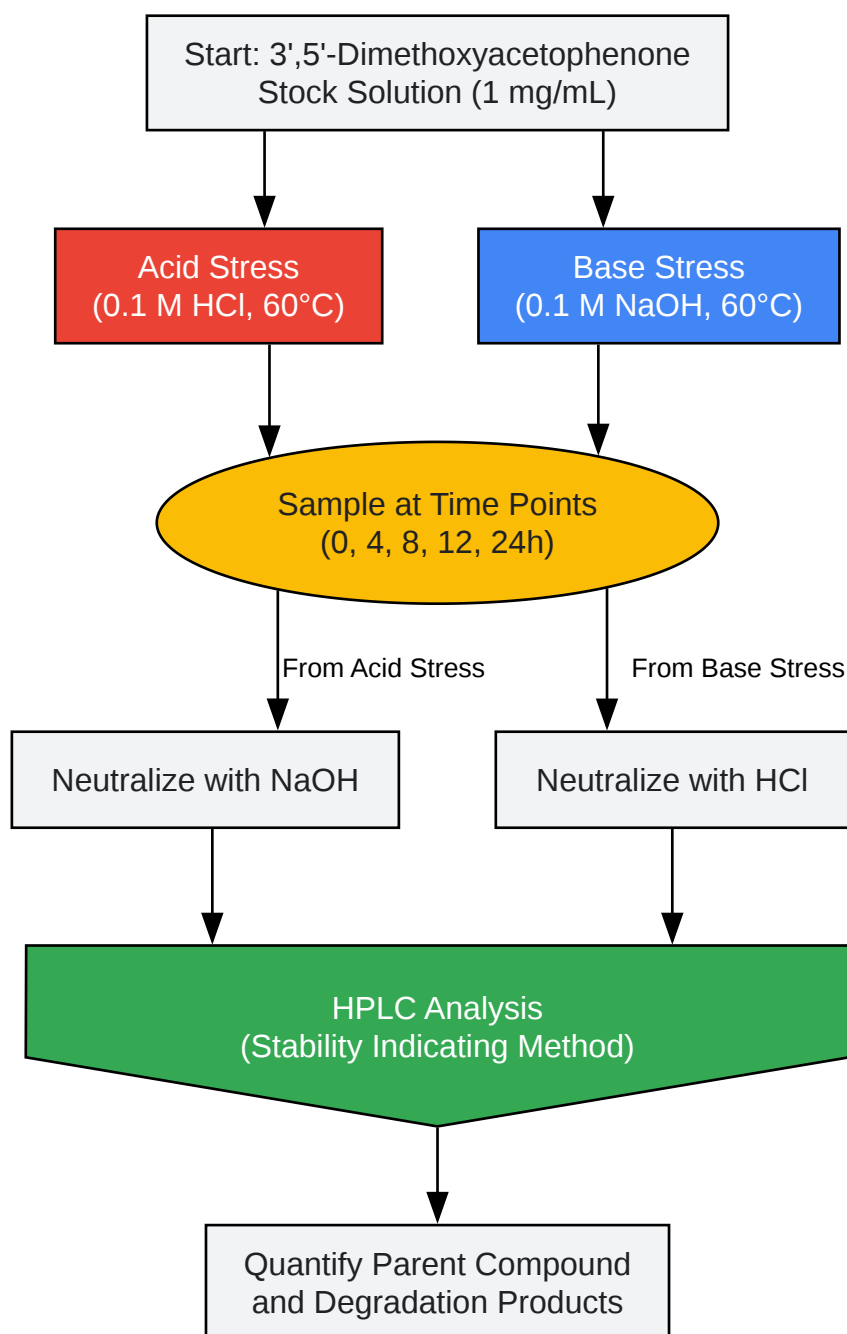 Start: 3',5'-Dimethoxyacetophenone
Stock Solution (1 mg/mL)
Acid Stress
(0.1 M HCl, 60°C)
Base Stress
(0.1 M NaOH, 60°C)
Sample at Time Points
(0, 4, 8, 12, 24h)
From Acid Stress
From Base Stress
Neutralize with NaOH
Neutralize with HCl
HPLC Analysis
(Stability Indicating Method)
Quantify Parent Compound
and Degradation Products